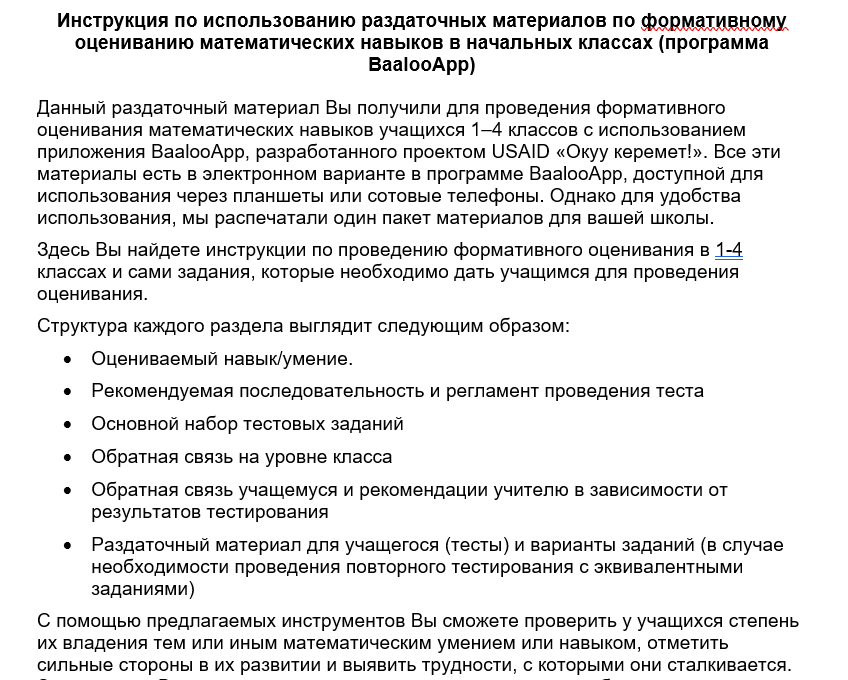 Инструкция по использованию раздаточных материалов по формативному
оцениванию математических навыков в начальных классах (программа
BaalooApp)
Данный раздаточный материал Вы получили для проведения формативного
оценивания математических навыков учащихся 1–4 классов с использованием
приложения BaalooApp, разработанного проектом USAID «Окуу керемет!». Все эти
материалы есть в электронном варианте в программе BaalooApp, доступной для
использования через планшеты или сотовые телефоны. Однако для удобства
использования, мы распечатали один пакет материалов для вашей школы.
Здесь Вы найдете инструкции по проведению формативного оценивания в 1-4
классах и сами задания, которые необходимо дать учащимся для проведения
оценивания.
Структура каждого раздела выглядит следующим образом:
• Оцениваемый навык/умение.
• Рекомендуемая последовательность и регламент проведения теста
• Основной набор тестовых заданий
• Обратная связь на уровне класса
• Обратная связь учащемуся и рекомендации учителю в зависимости от
результатов тестирования
• Раздаточный материал для учащегося (тесты) и варианты заданий (в случае
необходимости проведения повторного тестирования с эквивалентными
заданиями)
С помощью предлагаемых инструментов Вы сможете проверить у учащихся степень
их владения тем или иным математическим умением или навыком, отметить
сильные стороны в их развитии и выявить трудности, с которыми они сталкивается.